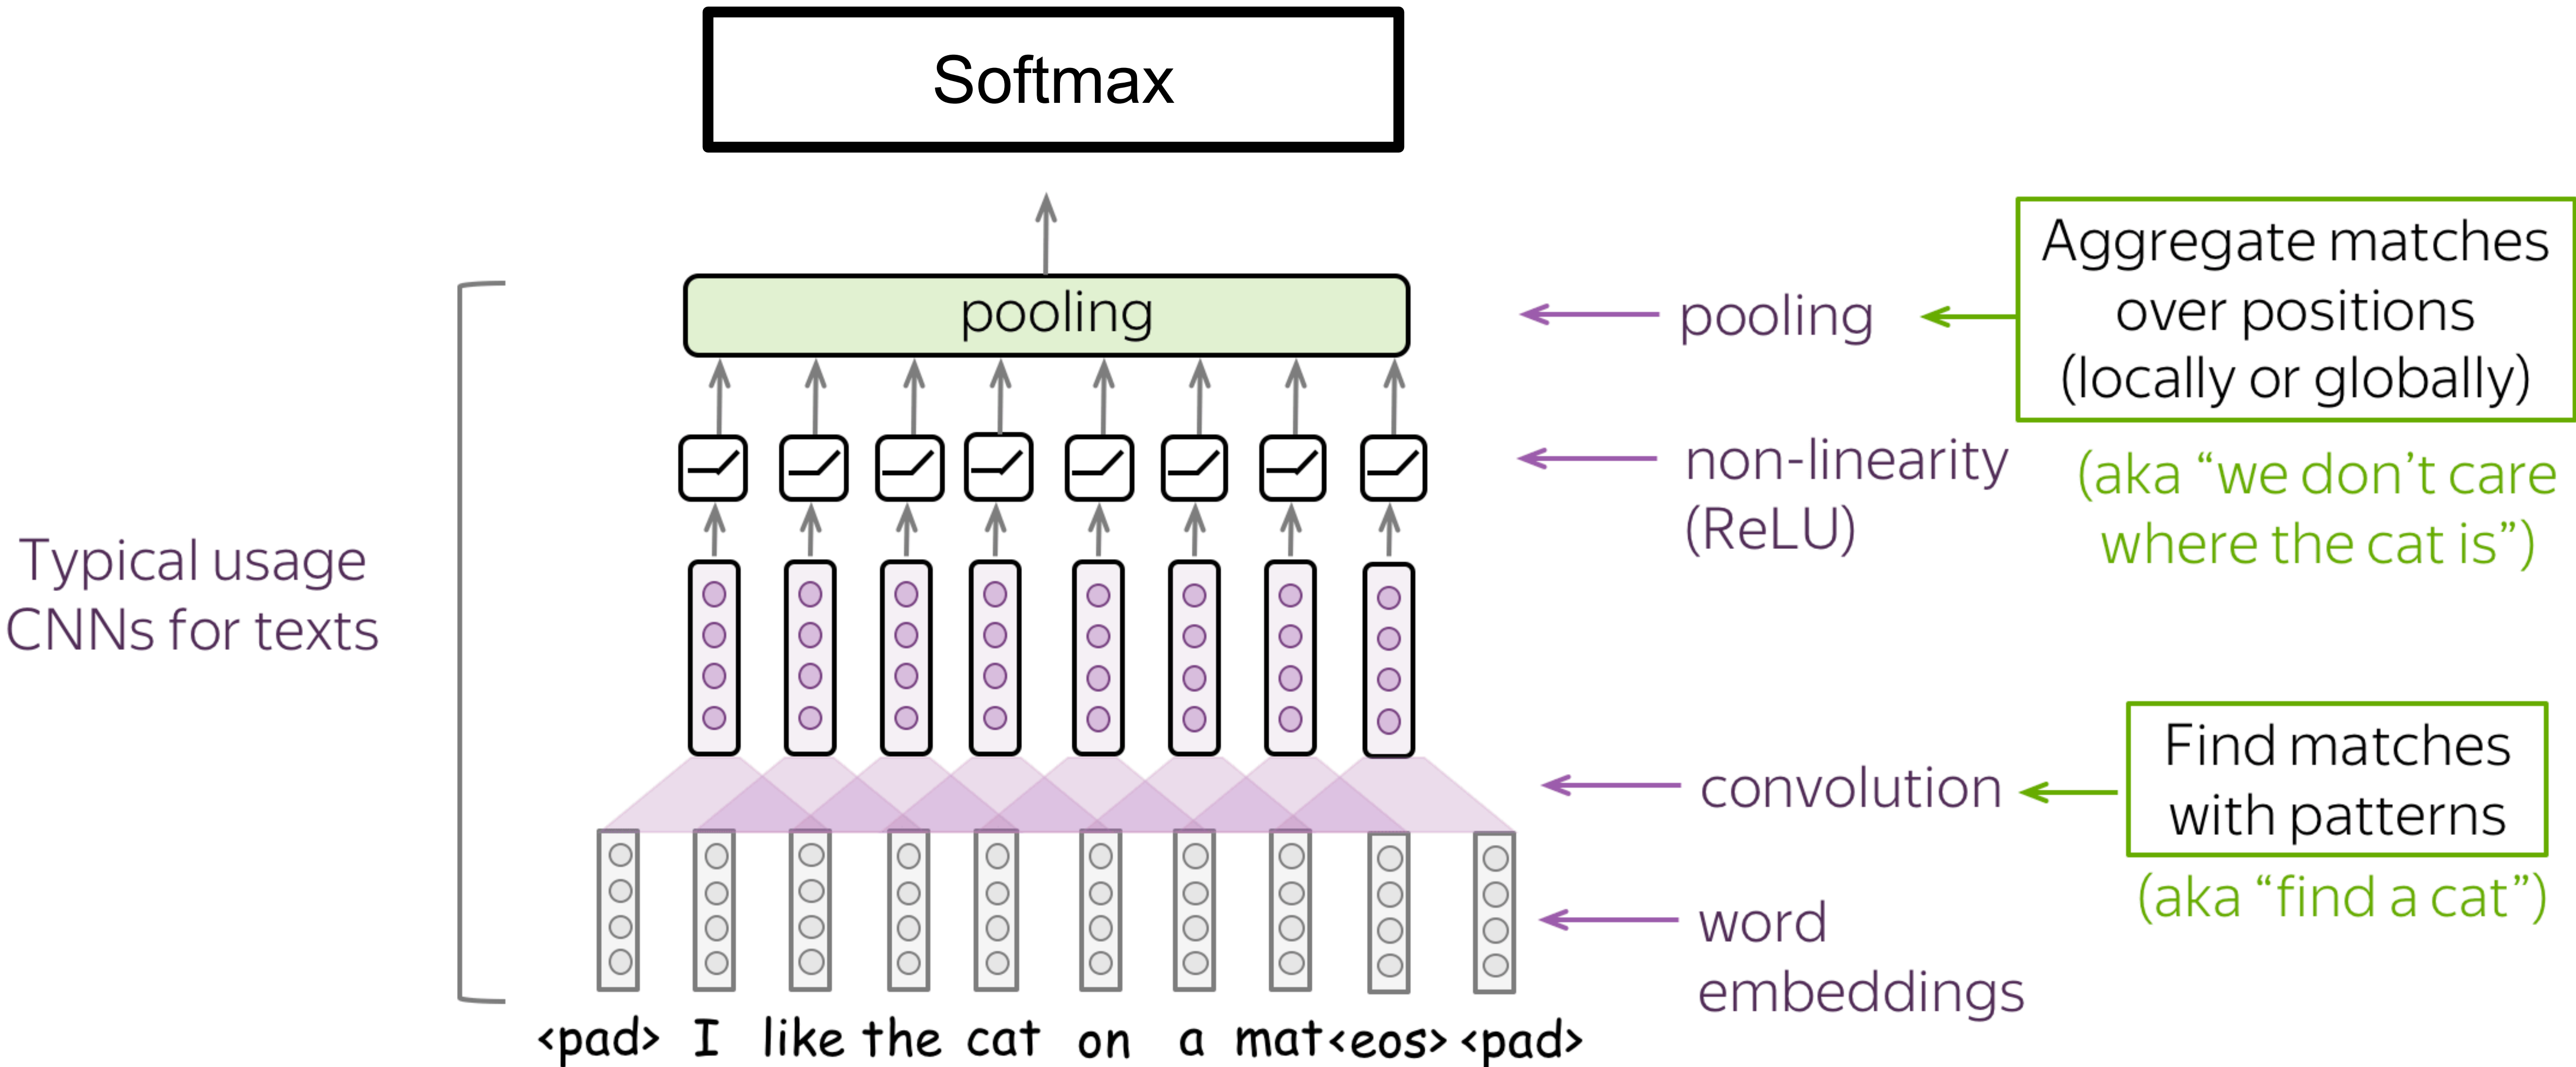 Softmax
pooling
pooling
Aggregate matches
over positions
(locally or globally)
non-linearity
(ReLU)
(aka “we don’t care
where the cat is”)
Typical usage
CNNs for texts
convolution
Find matches
with patterns
(aka “find a cat”)
word
embeddings
<pad> I like the cat on a mat <eos> <pad>